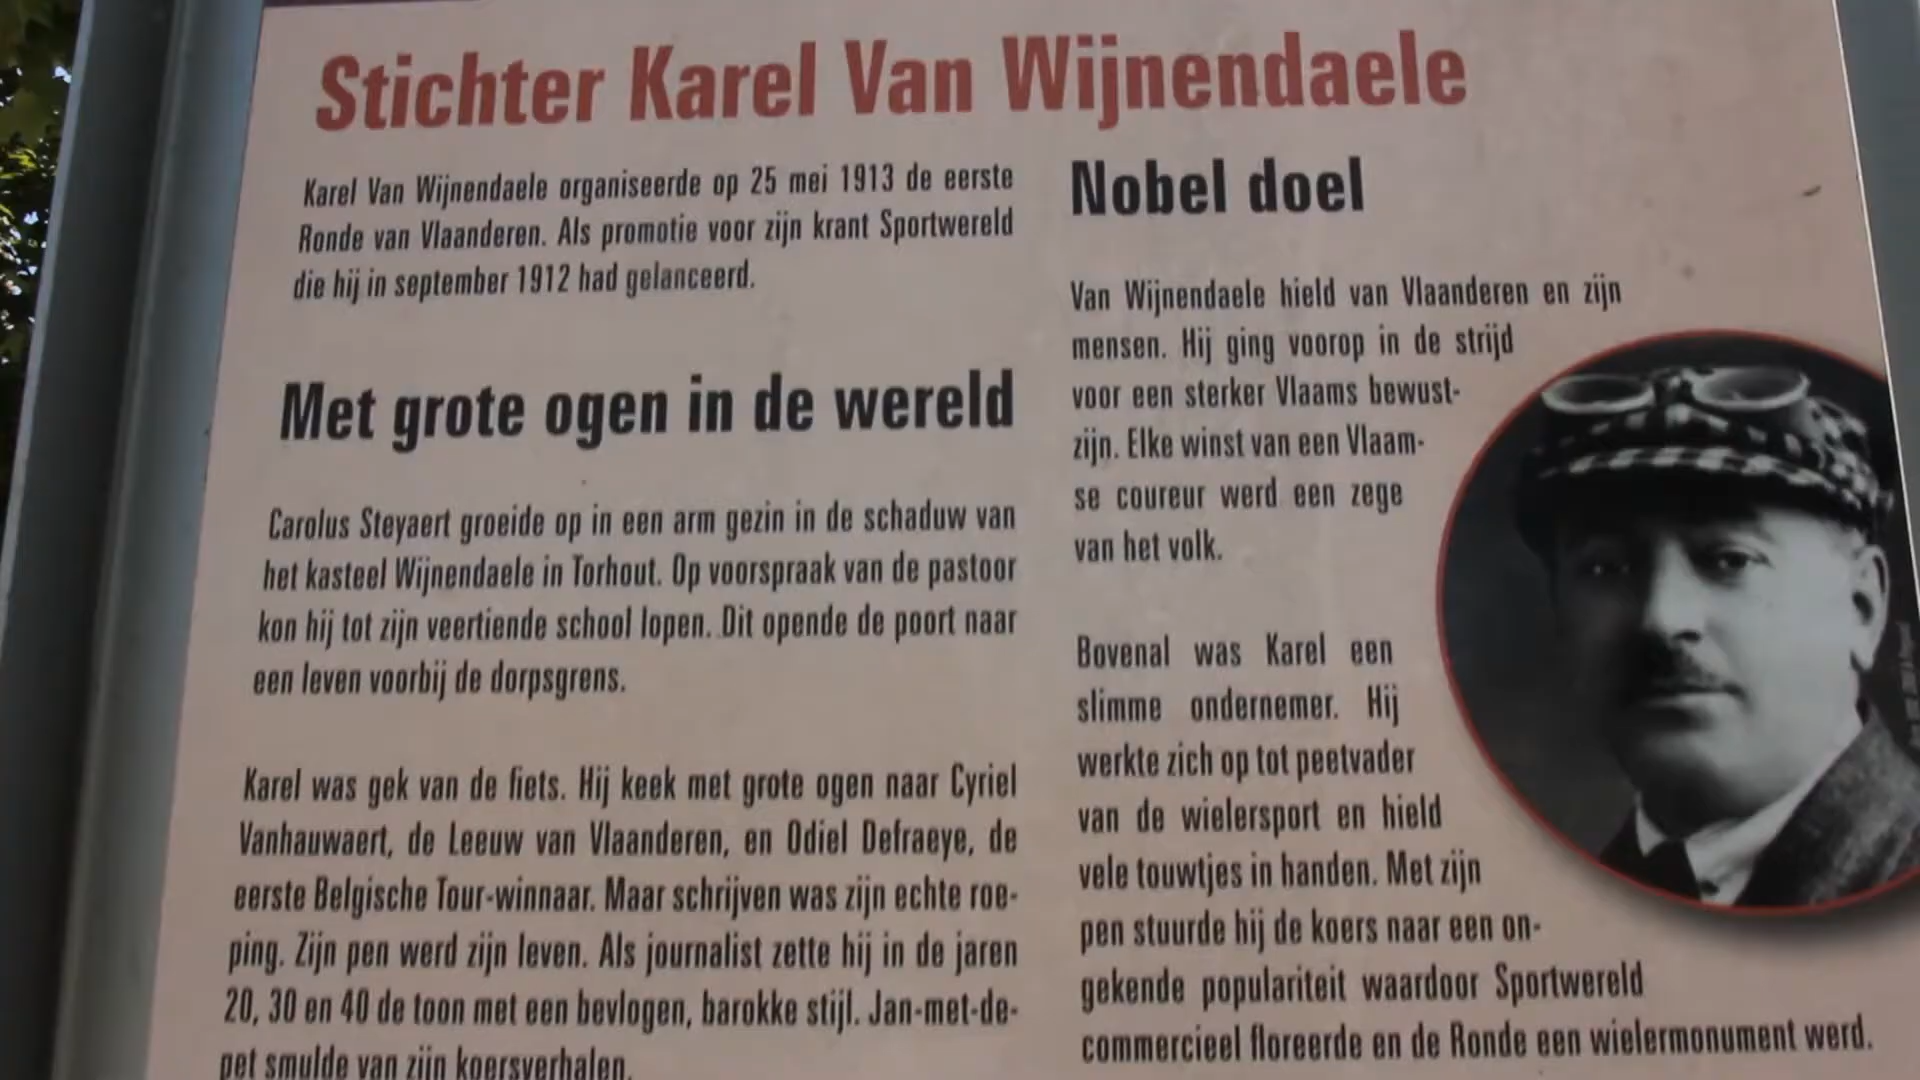 Stichter Karel Van Wijnendaele
Karel Van Wijnendaele organiseerde op 25 mei 1913 de eerste
Ronde van Vlaanderen. Als promotie voor zijn krant Sportwereld
die hij in september 1912 had gelanceerd.
Met grote ogen in de wereld
Carolus Steyaert groeide op in een arm gezin in de schaduw van
het kasteel Wijnendaele in Torhout. Op voorspraak van de pastoor
kon hij tot zijn veertiende school lopen. Dit opende de poort naar
een leven voorbij de dorpsgrens.
Karel was gek van de fiets. Hij keek met grote ogen naar Cyriel
Vanhauwaert, de Leeuw van Vlaanderen, en Odiel Defraeye, de
eerste Belgische Tour-winnaar. Maar schrijven was zijn echte roe-
ping. Zijn pen werd zijn leven. Als journalist zette hij in de jaren
20, 30 en 40 de toon met een bevlogen, barokke stijl. Jan-met-de-
pet smulde van zijn koersverhalen.
Nobel doel
Van Wijnendaele hield van Vlaanderen en zijn
mensen. Hij ging voorop in de strijd
voor een sterker Vlaams bewust-
zijn. Elke winst van een Vlaam-
se coureur werd een zege
van het volk.
Bovenal was Karel een
slimme ondernemer. Hij
werkte zich op tot peetvader
van de wielersport en hield
vele touwtjes in handen. Met zijn
pen stuurde hij de koers naar een on-
gekende populariteit waardoor Sportwereld
commercieel floreerde en de Ronde een wielermonument werd.